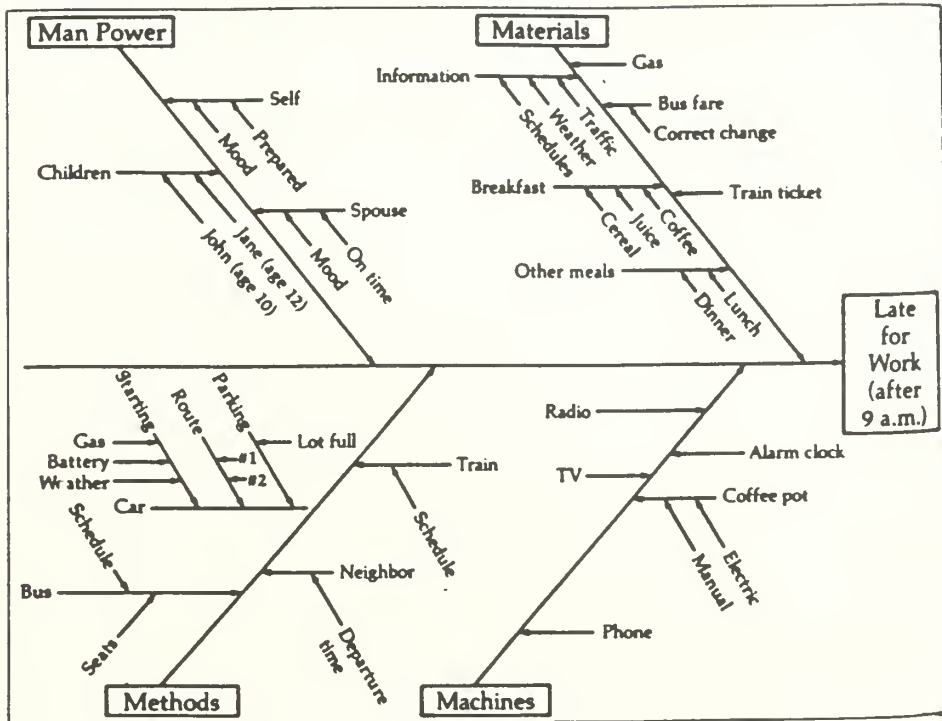 Man Power
Materials
Gas
Information
Self
Bus fare
Schedules
Weather
Traffic
Correct change
Mood
Prepared
Children
Breakfast
Train ticket
Spouse
Cereal
Juice
Coffee
John (age 10)
Jane (age 12)
Mood
On time
Other meals
Dinner
Lunch
Late
for
Work
(after
9 a.m.)
Starting
Route
Parking
Radio
Gas
Lot full
#1
Battery
Train
Alarm clock
Weather
#2
TV
Car
Coffee pot
Schedule
Schedule
Manual
Electric
Neighbor
Bus
Phone
Seats
Departure
time
Methods
Machines